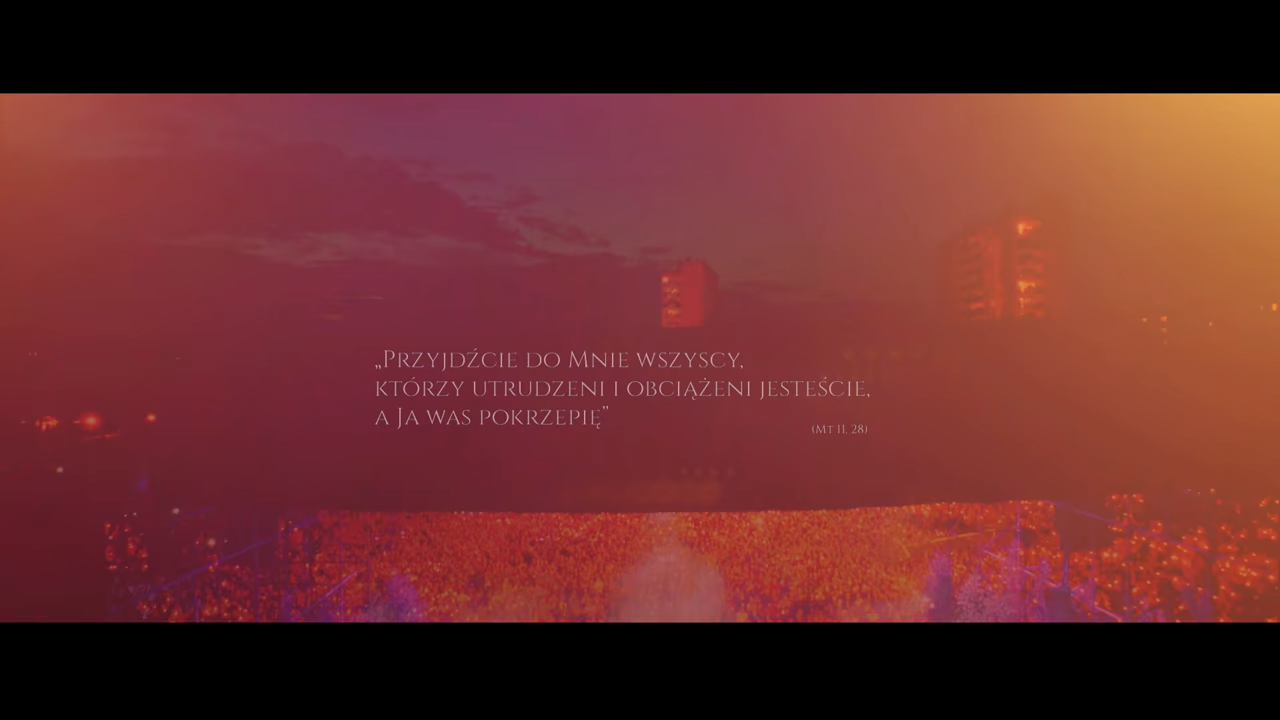 „Przyjdźcie do Mnie wszyscy,
którzy utrudzeni i obciążeni jesteście,
a Ja was pokrzepię”
(Mt 11, 28)